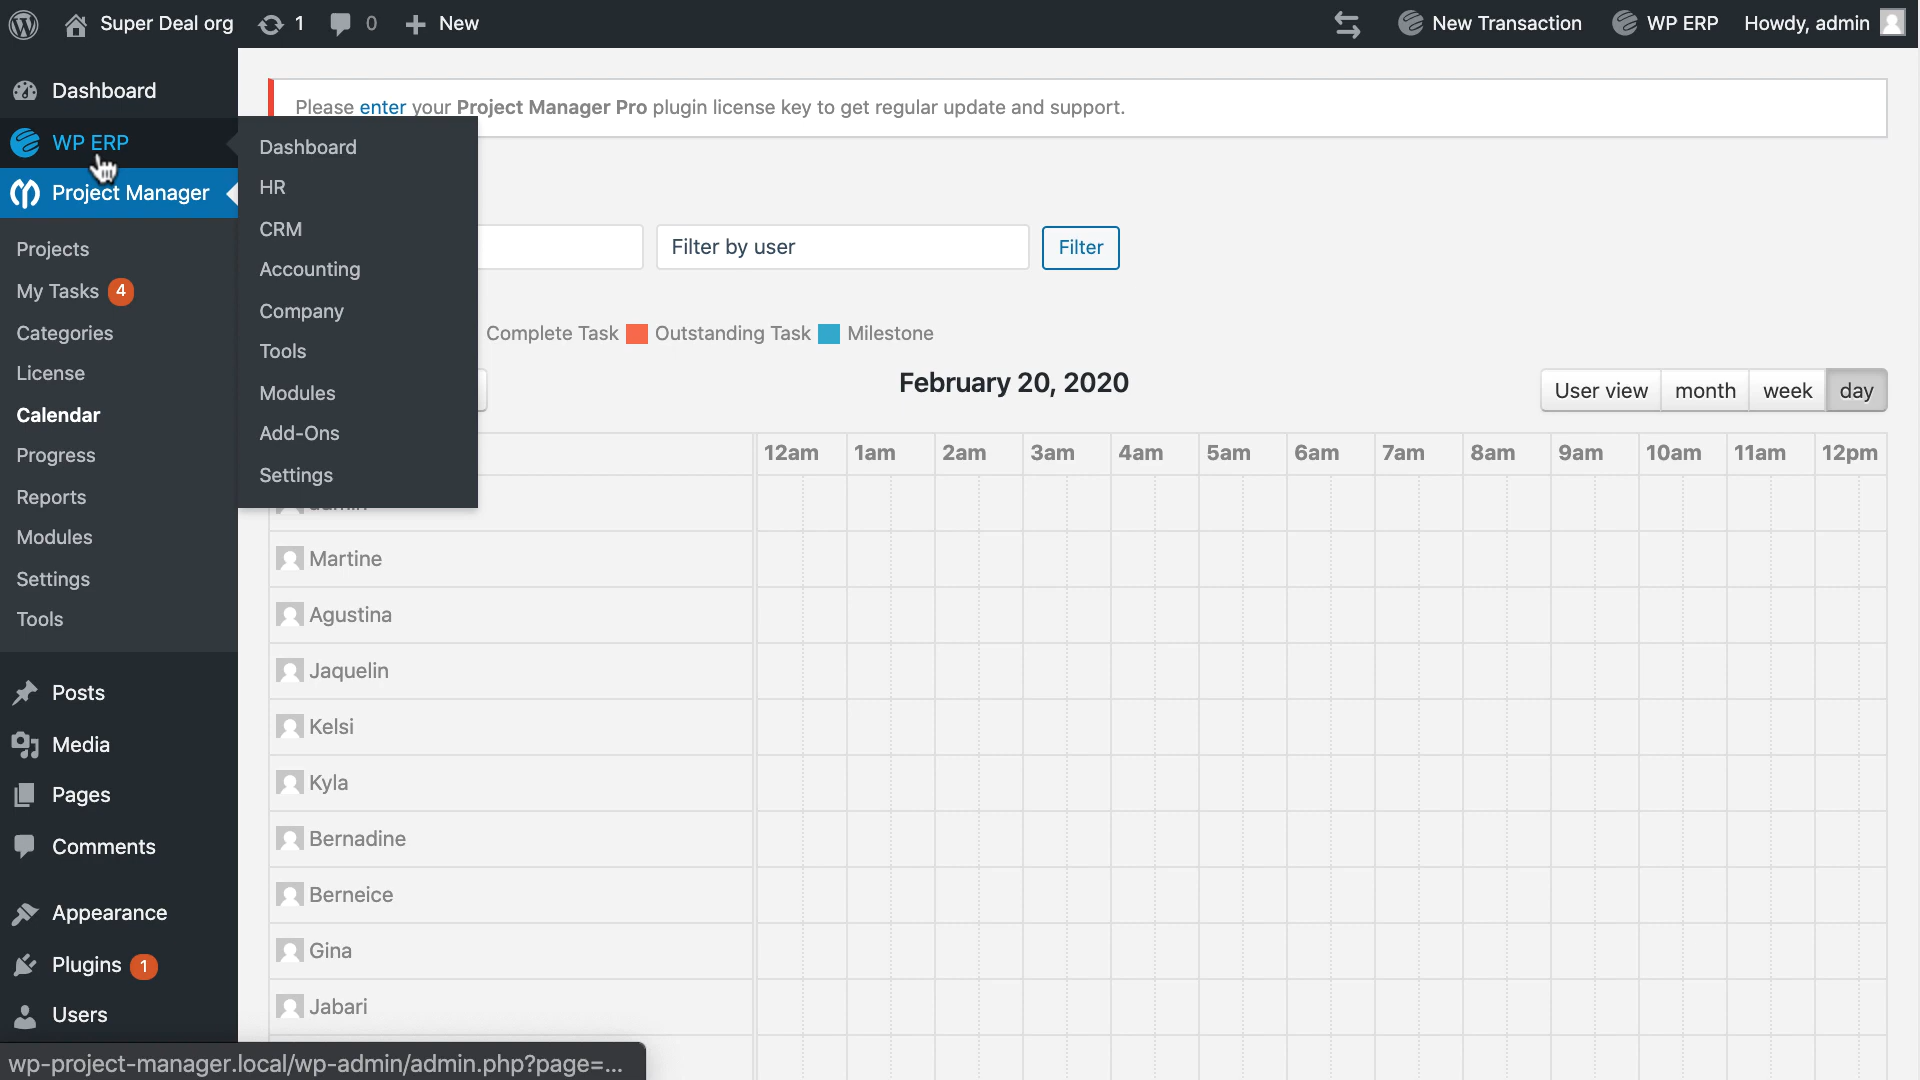 Super Deal org 1 0 New New Transaction WP ERP Howdy, admin
Dashboard
WP ERP
Project Manager
Projects
My Tasks 4
Categories
License
Calendar
Progress
Reports
Modules
Settings
Tools
Posts
Media
Pages
Comments
Appearance
Plugins 1
Users
Dashboard
HR
CRM
Accounting
Company
Tools
Modules
Add-Ons
Settings
Please enter your Project Manager Pro plugin license key to get regular update and support.
Filter by user Filter
Complete Task Outstanding Task Milestone
February 20, 2020
User view month week day
12am 1am 2am 3am 4am 5am 6am 7am 8am 9am 10am 11am 12pm
Martine
Agustina
Jaquelin
Kelsi
Kyla
Bernadine
Berneice
Gina
Jabari
wp-project-manager.local/wp-admin/admin.php?page=...